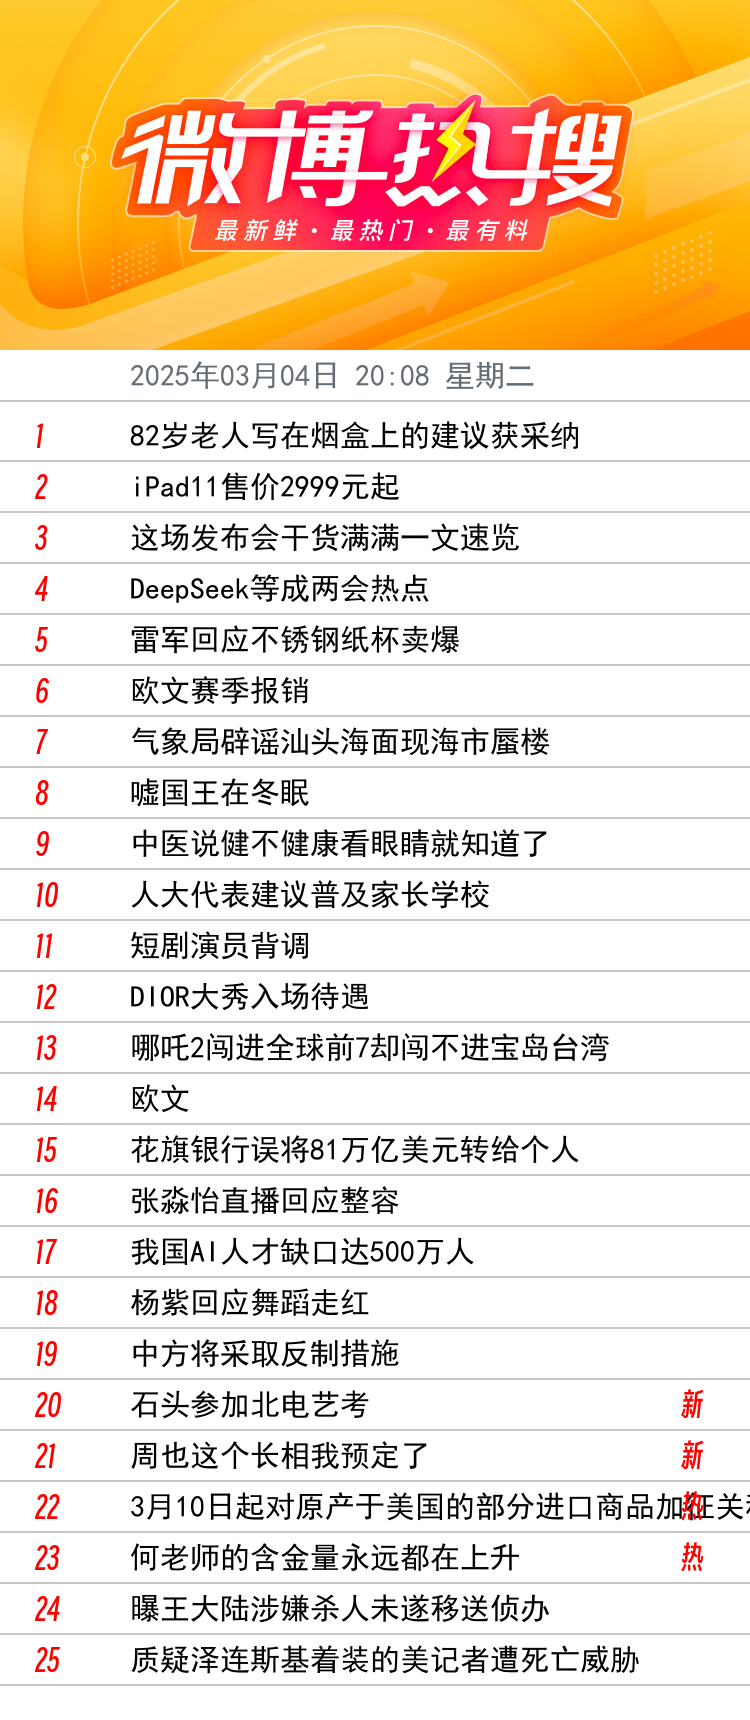 微博热搜
最新鲜·最热门·最有料
2025年03月04日 20:08 星期二
1 82岁老人写在烟盒上的建议获采纳
2 iPad11售价2999元起
3 这场发布会干货满满一文速览
4 DeepSeek等成两会热点
5 雷军回应不锈钢纸杯卖爆
6 欧文赛季报销
7 气象局辟谣汕头海面现海市蜃楼
8 嘘国王在冬眠
9 中医说健不健康看眼睛就知道了
10 人大代表建议普及家长学校
11 短剧演员背调
12 DIOR大秀入场待遇
13 哪吒2闯进全球前7却闯不进宝岛台湾
14 欧文
15 花旗银行误将81万亿美元转给个人
16 张淼怡直播回应整容
17 我国AI人才缺口达500万人
18 杨紫回应舞蹈走红
19 中方将采取反制措施
20 石头参加北电艺考 新
21 周也这个长相我预定了 新
22 3月10日起对原产于美国的部分进口商品加征关 热
23 何老师的含金量永远都在上升 热
24 曝王大陆涉嫌杀人未遂移送侦办
25 质疑泽连斯基着装的美记者遭死亡威胁